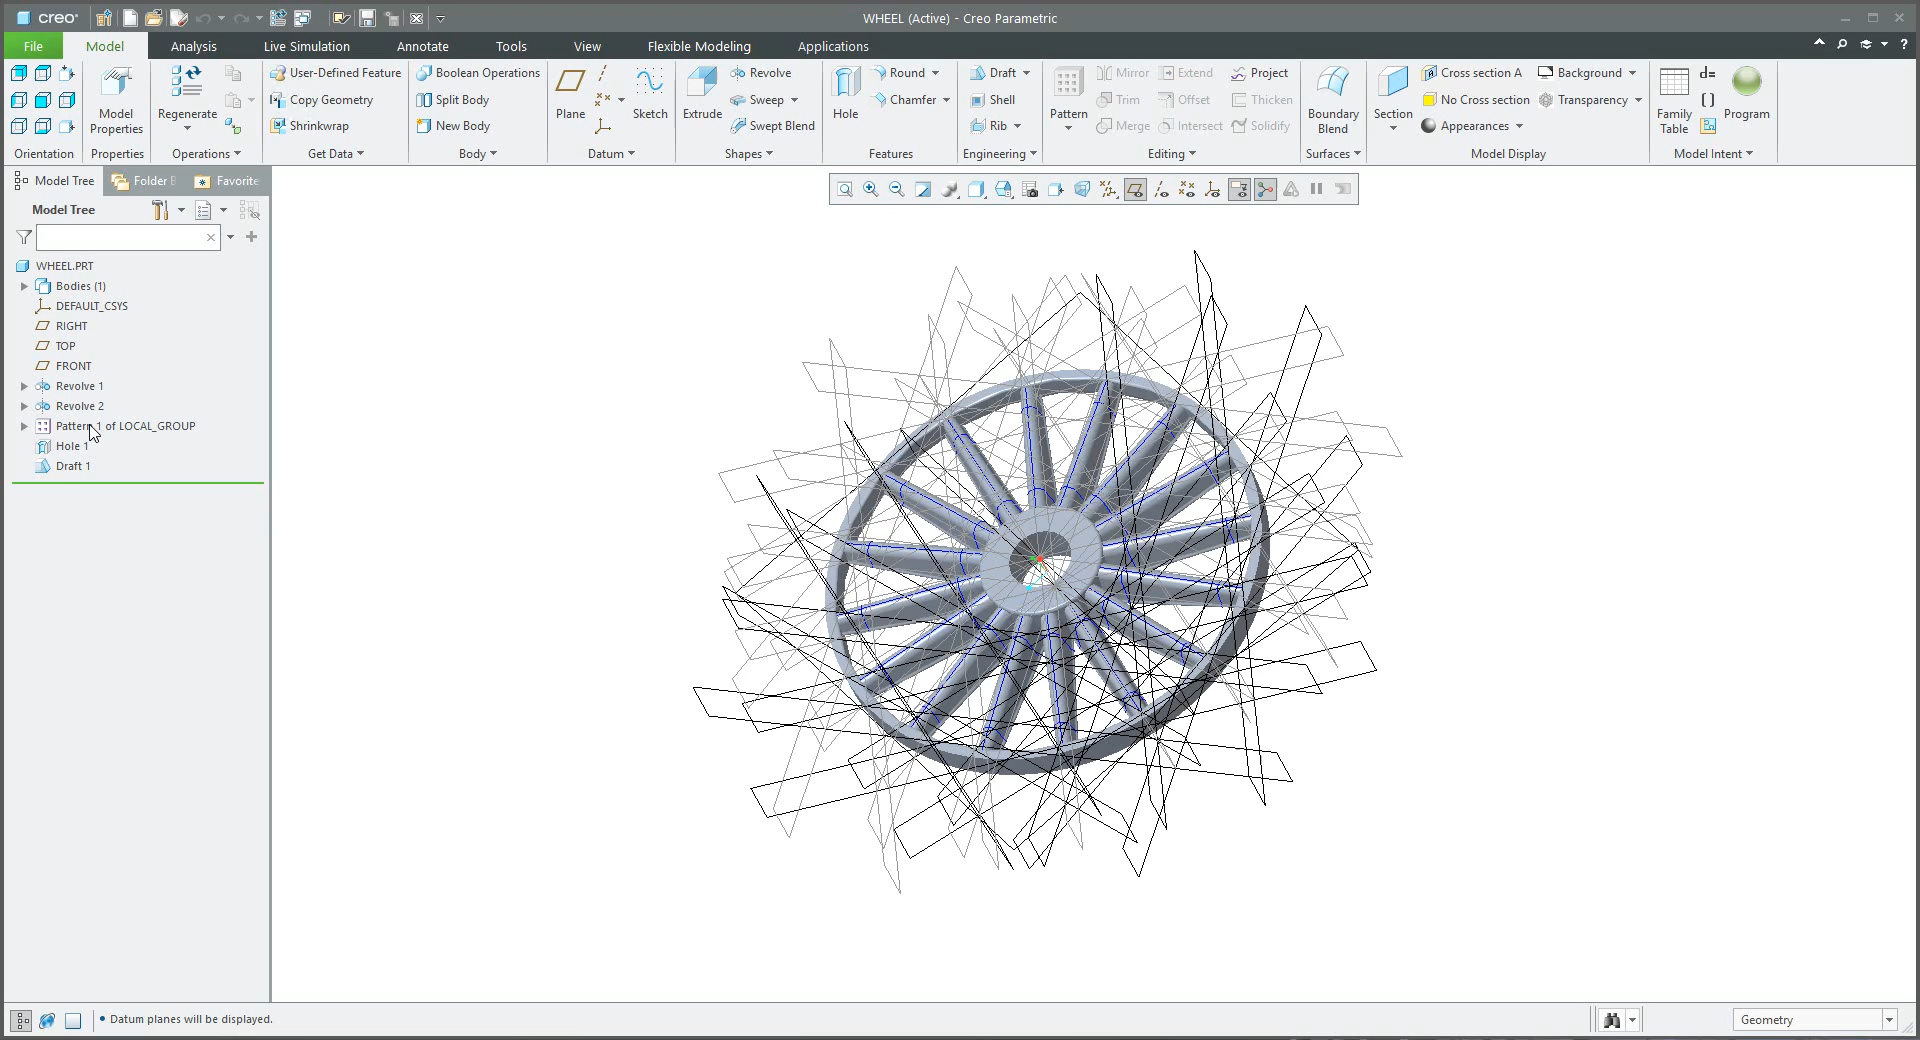 creo®
WHEEL (Active) - Creo Parametric
File Model Analysis Live Simulation Annotate Tools View Flexible Modeling Applications
Model Properties
Properties
Orientation
Regenerate
Operations
User-Defined Feature
Copy Geometry
Shrinkwrap
Get Data
Boolean Operations
Split Body
New Body
Body
Plane
Sketch
Datum
Extrude
Revolve
Sweep
Swept Blend
Shapes
Hole
Round
Chamfer
Features
Draft
Shell
Rib
Engineering
Pattern
Mirror Extend Project
Trim Offset Thicken
Merge Intersect Solidify
Editing
Boundary Blend
Surfaces
Section
Cross section A Background
No Cross section Transparency
Appearances
Model Display
Family Table
d=
[ ]
Program
Model Intent
Model Tree Folder B Favorite
Model Tree
WHEEL.PRT
Bodies (1)
DEFAULT_CSYS
RIGHT
TOP
FRONT
Revolve 1
Revolve 2
Pattern 1 of LOCAL_GROUP
Hole 1
Draft 1
• Datum planes will be displayed.
Geometry